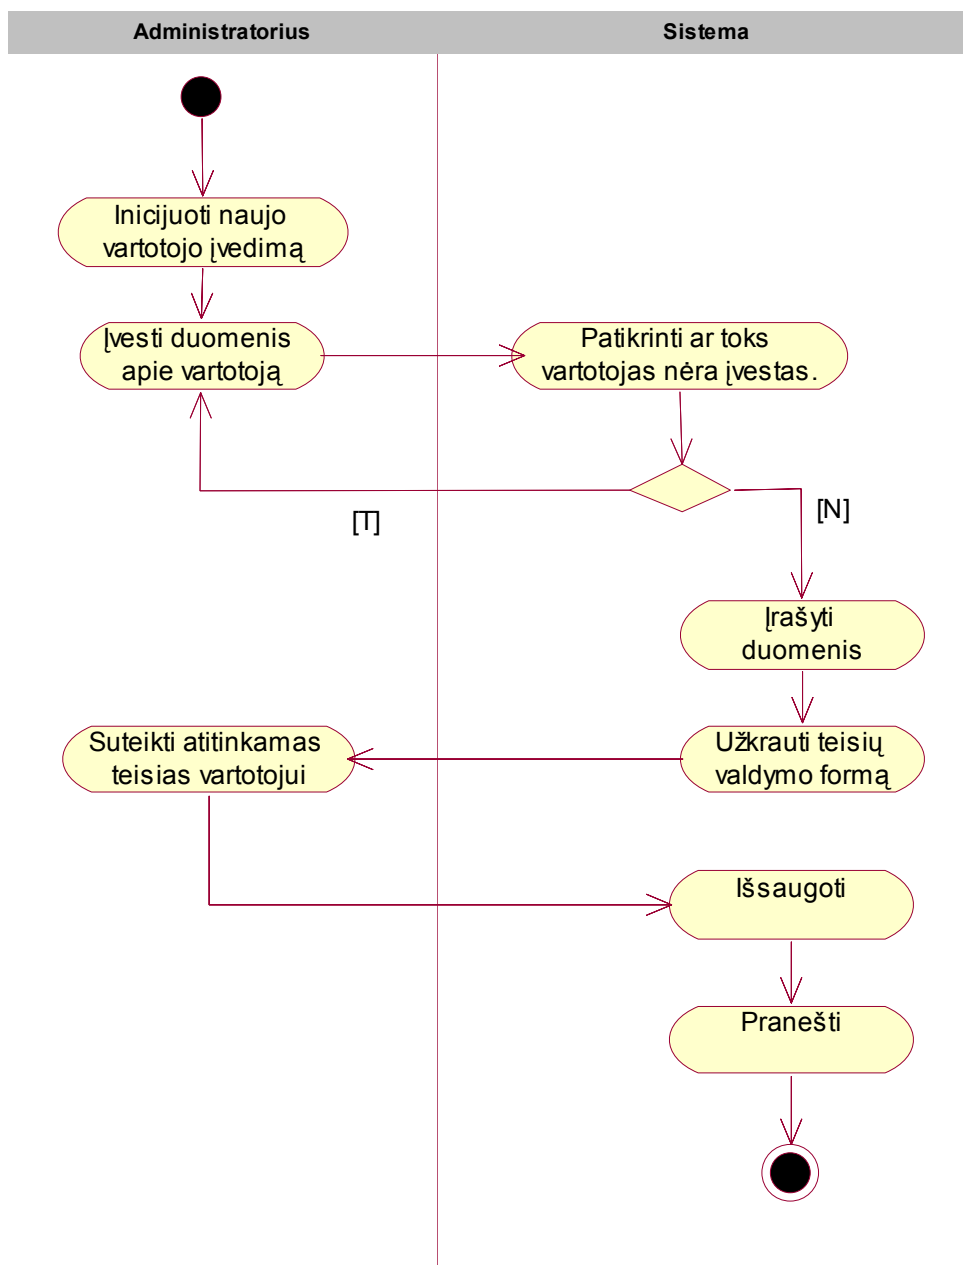 Administratorius
Sistema
Inicijuoti naujo
vartotojo įvedimą
Įvesti duomenis
apie vartotoją
Patikrinti ar toks
vartotojas nėra įvestas.
[T]
[N]
Įrašyti
duomenis
Užkrauti teisių
valdymo formą
Suteikti atitinkamas
teisias vartotojui
Išsaugoti
Pranešti